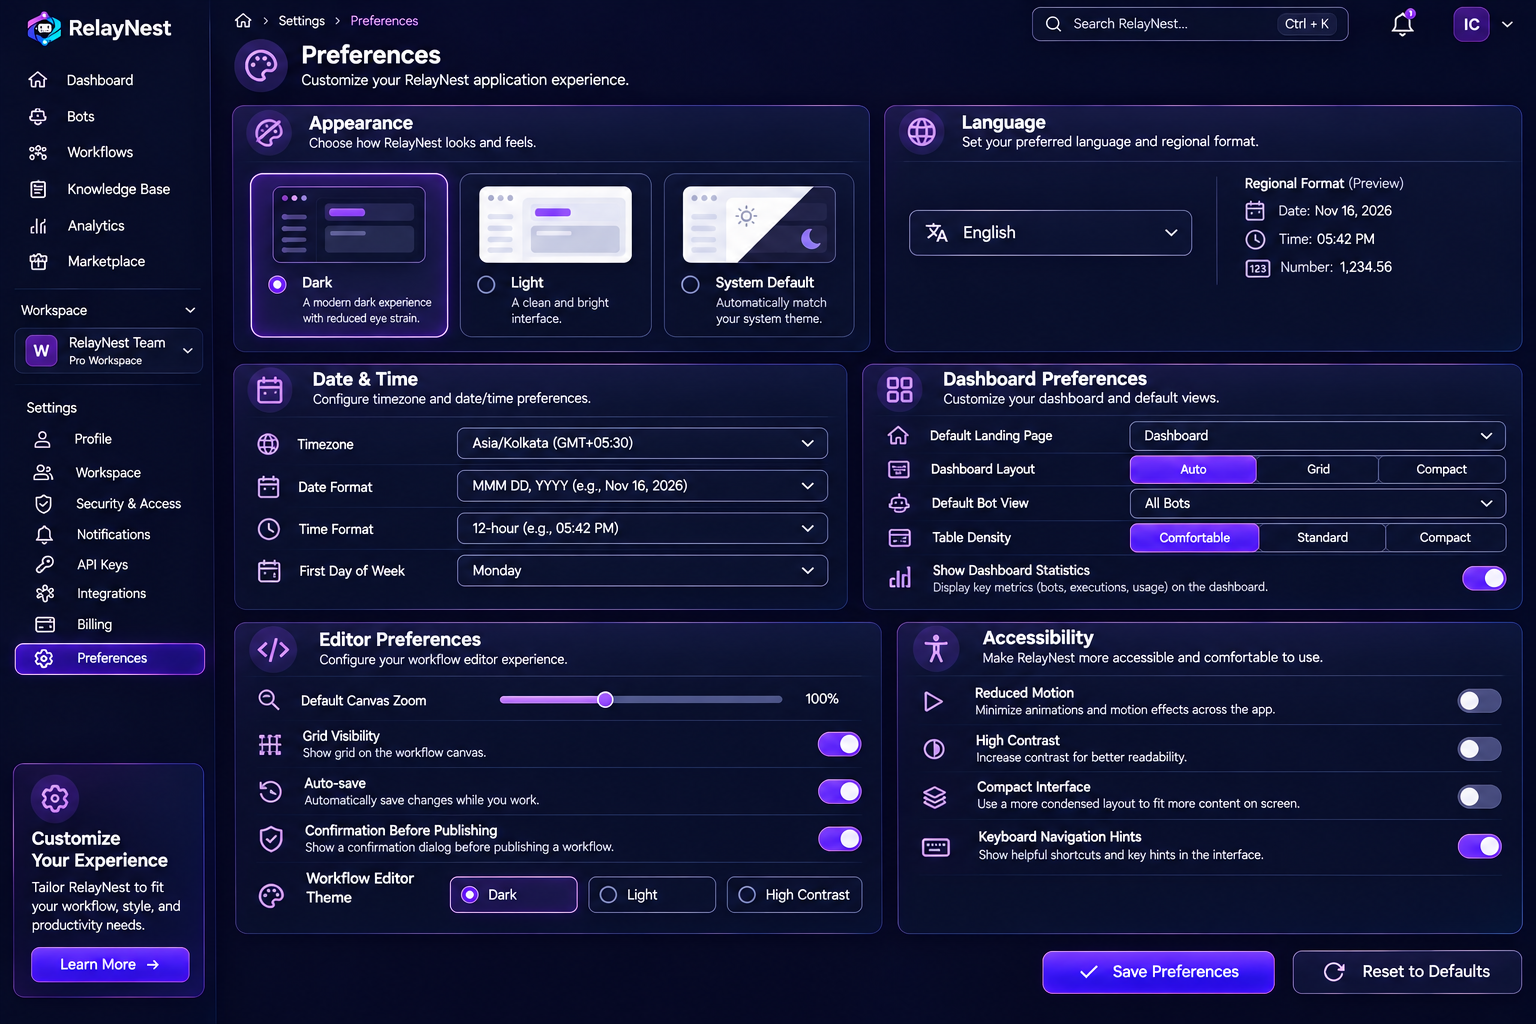 RelayNest
Dashboard
Bots
Workflows
Knowledge Base
Analytics
Marketplace
Workspace
W
RelayNest Team
Pro Workspace
Settings
Profile
Workspace
Security & Access
Notifications
API Keys
Integrations
Billing
Preferences
Customize
Your Experience
Tailor RelayNest to fit
your workflow, style, and
productivity needs.
Learn More →
Settings > Preferences
Search RelayNest...
Ctrl + K
1
IC
Preferences
Customize your RelayNest application experience.
Appearance
Choose how RelayNest looks and feels.
Dark
A modern dark experience
with reduced eye strain.
Light
A clean and bright
interface.
System Default
Automatically match
your system theme.
Language
Set your preferred language and regional format.
文A
English
Regional Format (Preview)
Date: Nov 16, 2026
Time: 05:42 PM
123
Number: 1,234.56
Date & Time
Configure timezone and date/time preferences.
Timezone
Asia/Kolkata (GMT+05:30)
Date Format
MMM DD, YYYY (e.g., Nov 16, 2026)
Time Format
12-hour (e.g., 05:42 PM)
First Day of Week
Monday
Dashboard Preferences
Customize your dashboard and default views.
Default Landing Page
Dashboard
Dashboard Layout
Auto
Grid
Compact
Default Bot View
All Bots
Table Density
Comfortable
Standard
Compact
Show Dashboard Statistics
Display key metrics (bots, executions, usage) on the dashboard.
Editor Preferences
Configure your workflow editor experience.
Default Canvas Zoom
100%
Grid Visibility
Show grid on the workflow canvas.
Auto-save
Automatically save changes while you work.
Confirmation Before Publishing
Show a confirmation dialog before publishing a workflow.
Workflow Editor
Theme
Dark
Light
High Contrast
Accessibility
Make RelayNest more accessible and comfortable to use.
Reduced Motion
Minimize animations and motion effects across the app.
High Contrast
Increase contrast for better readability.
Compact Interface
Use a more condensed layout to fit more content on screen.
Keyboard Navigation Hints
Show helpful shortcuts and key hints in the interface.
Save Preferences
Reset to Defaults